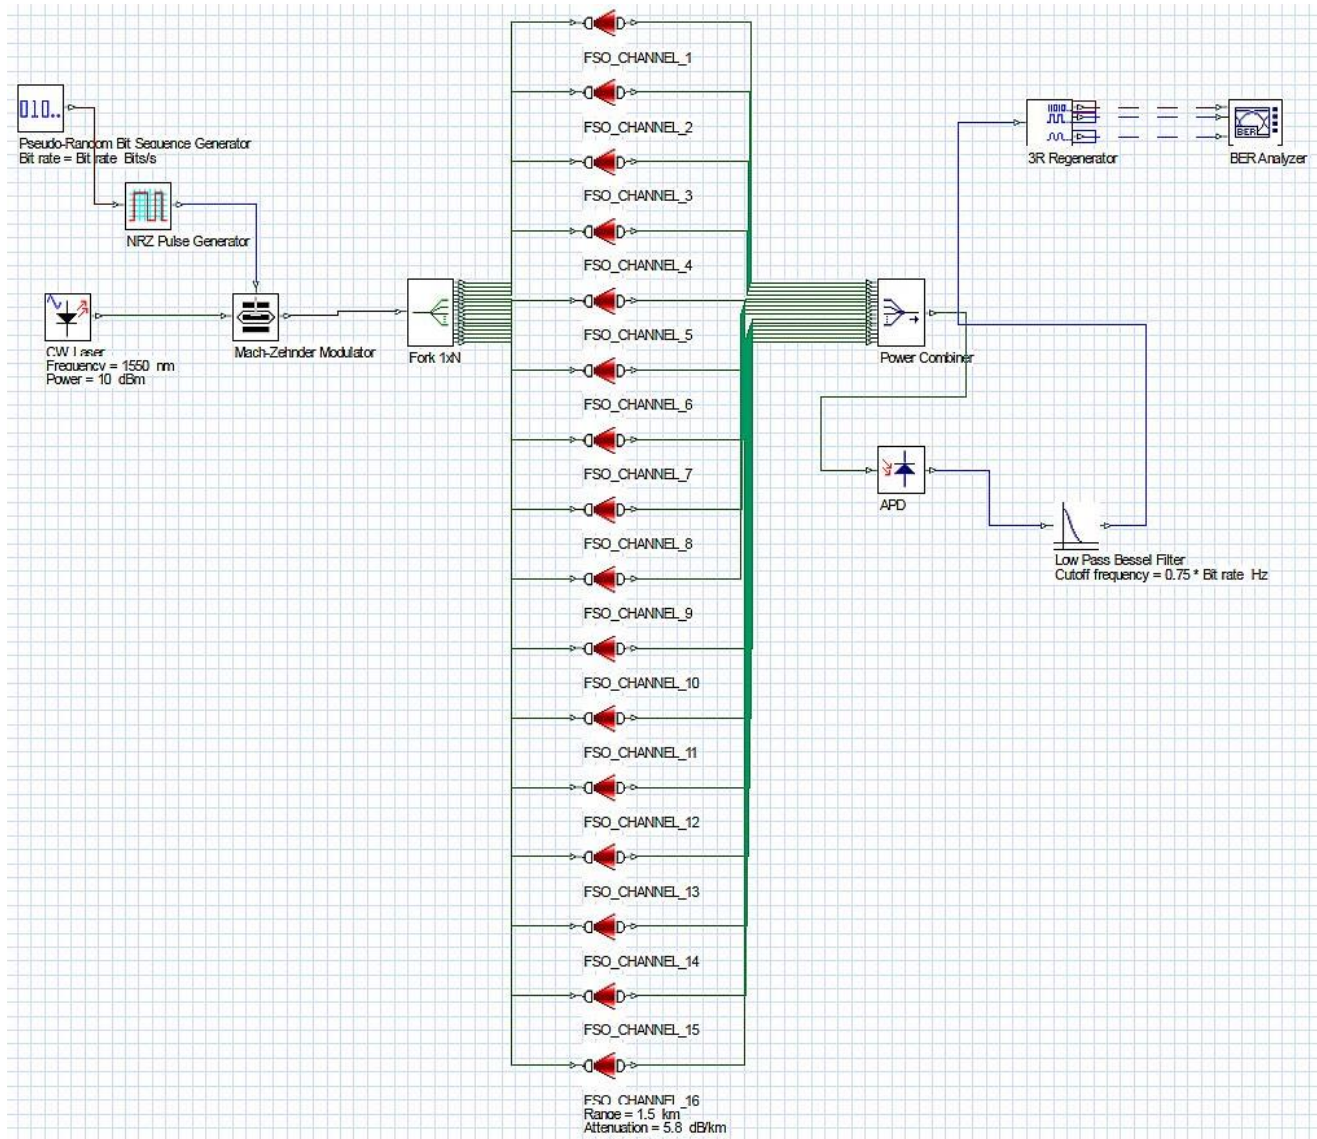 FSO_CHANNEL_1
010..
Pseudo-Random Bit Sequence Generator
Bit rate = Bit rate  Bits/s
NRZ Pulse Generator
CW Laser
Frequency = 1550  nm
Power = 10  dBm
Mach-Zehnder Modulator
Fork 1xN
FSO_CHANNEL_2
FSO_CHANNEL_3
FSO_CHANNEL_4
FSO_CHANNEL_5
FSO_CHANNEL_6
FSO_CHANNEL_7
FSO_CHANNEL_8
FSO_CHANNEL_9
FSO_CHANNEL_10
FSO_CHANNEL_11
FSO_CHANNEL_12
FSO_CHANNEL_13
FSO_CHANNEL_14
FSO_CHANNEL_15
FSO_CHANNEL_16
Range = 1.5  km
Attenuation = 5.8  dB/km
Power Combiner
APD
Low Pass Bessel Filter
Cutoff frequency = 0.75 * Bit rate  Hz
3R Regenerator
BER
BER Analyzer